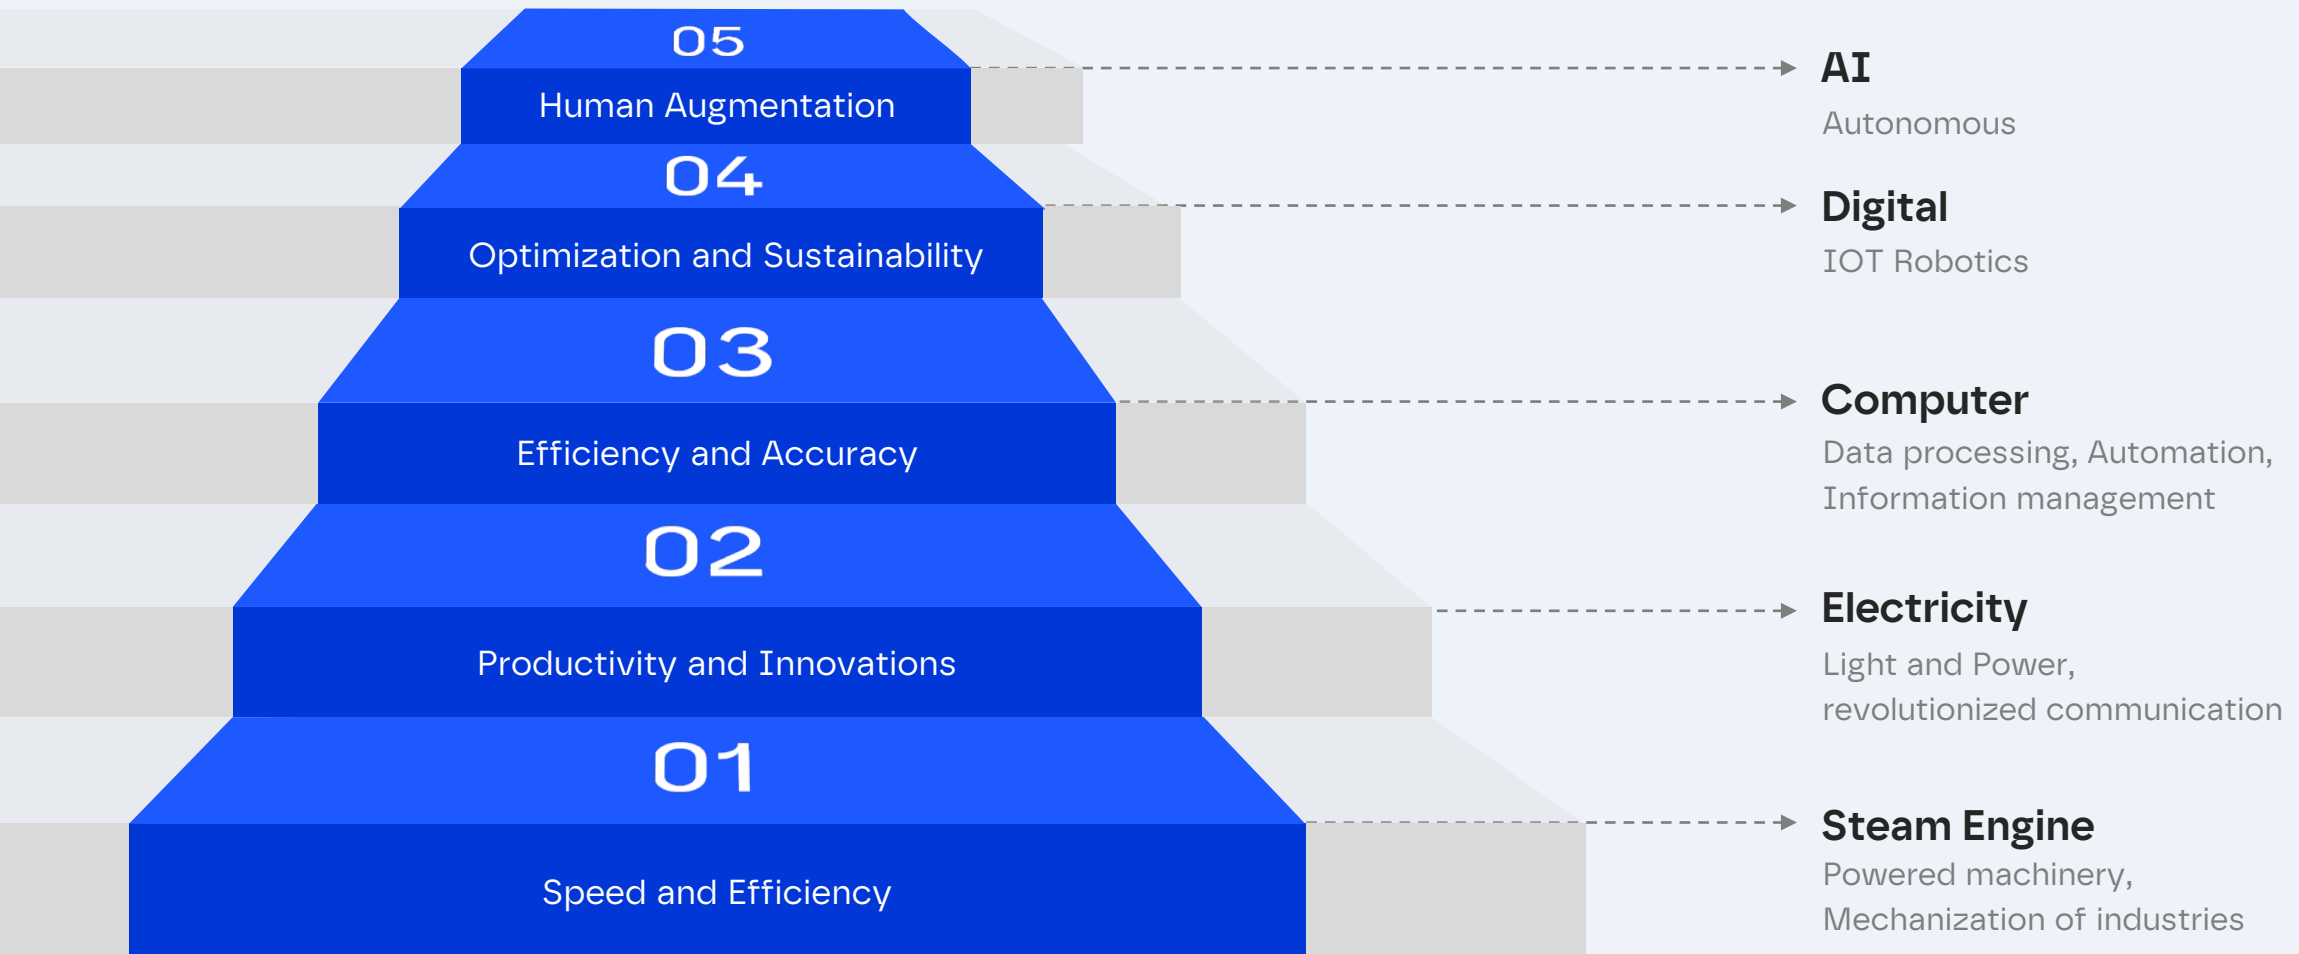 05
Human Augmentation
AI
Autonomous
04
Optimization and Sustainability
Digital
IOT Robotics
03
Efficiency and Accuracy
Computer
Data processing, Automation,
Information management
02
Productivity and Innovations
Electricity
Light and Power,
revolutionized communication
01
Speed and Efficiency
Steam Engine
Powered machinery,
Mechanization of industries